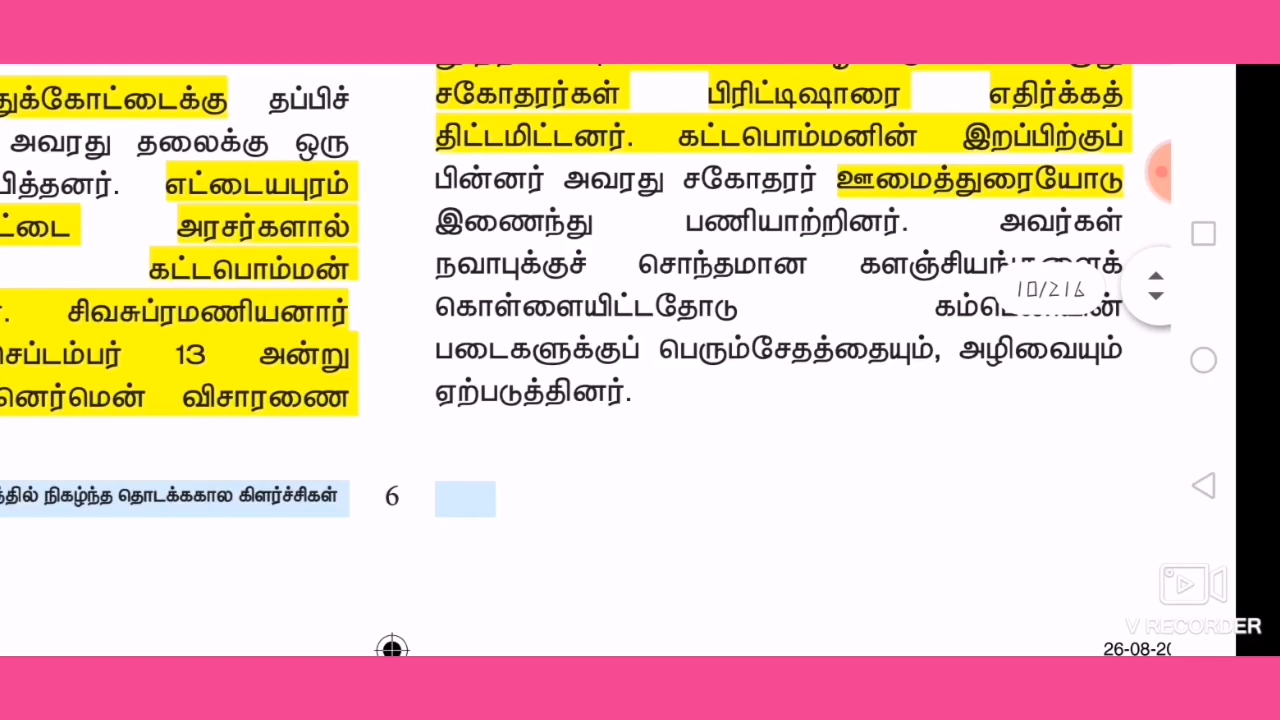 துக்கோட்டைக்கு தப்பிச்
அவரது தலைக்கு ஒரு
பித்தனர். எட்டையபுரம்
ட்டை அரசர்களால்
கட்டபொம்மன்
. சிவசுப்ரமணியனார்
செப்டம்பர் 13 அன்று
னெர்மென் விசாரணை
சகோதரர்கள் பிரிட்டிஷாரை எதிர்க்கத்
திட்டமிட்டனர். கட்டபொம்மனின் இறப்பிற்குப்
பின்னர் அவரது சகோதரர் ஊமைத்துரையோடு
இணைந்து பணியாற்றினர். அவர்கள்
நவாபுக்குச் சொந்தமான களஞ்சியங்களைக்
கொள்ளையிட்டதோடு
படைகளுக்குப் பெரும்சேதத்தையும், அழிவையும்
ஏற்படுத்தினர்.
10/216
த்தில் நிகழ்ந்த தொடக்ககால கிளர்ச்சிகள் 6
V RECORDER
26-08-20